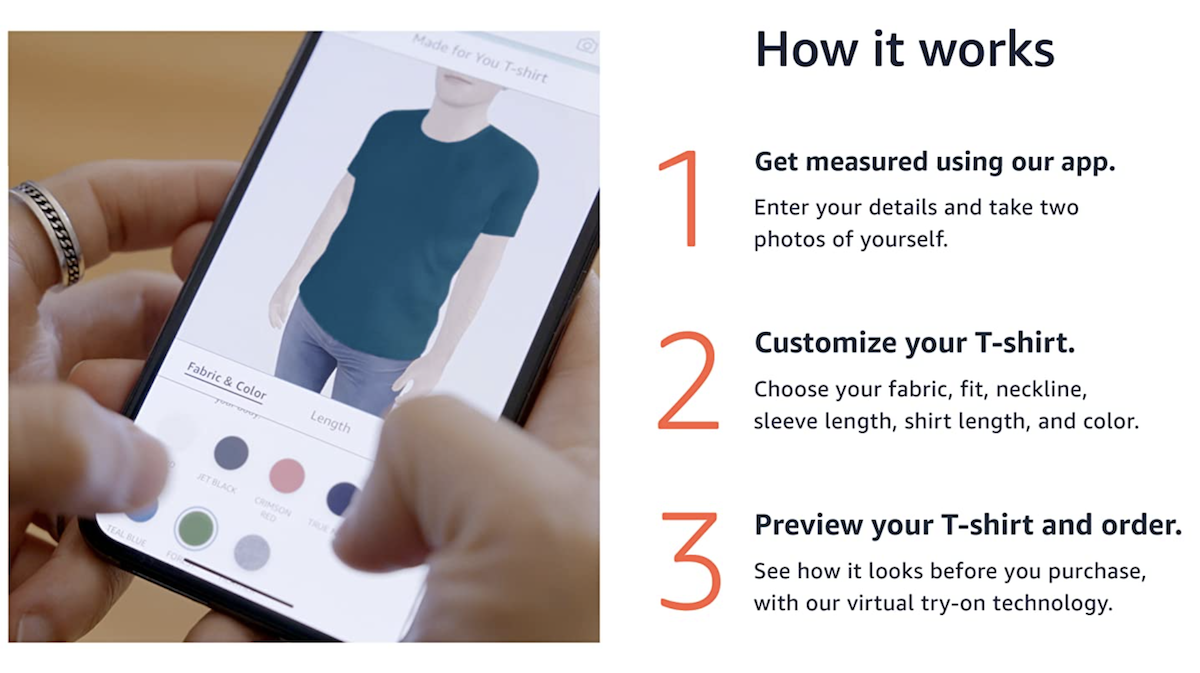 Made for You T-shirt
Fabric & Color
Length
your body.
JET BLACK
CRIMSON
RED
TRUE
TEAL BLUE
How it works
1
Get measured using our app.
Enter your details and take two
photos of yourself.
2
Customize your T-shirt.
Choose your fabric, fit, neckline,
sleeve length, shirt length, and color.
3
Preview your T-shirt and order.
See how it looks before you purchase,
with our virtual try-on technology.